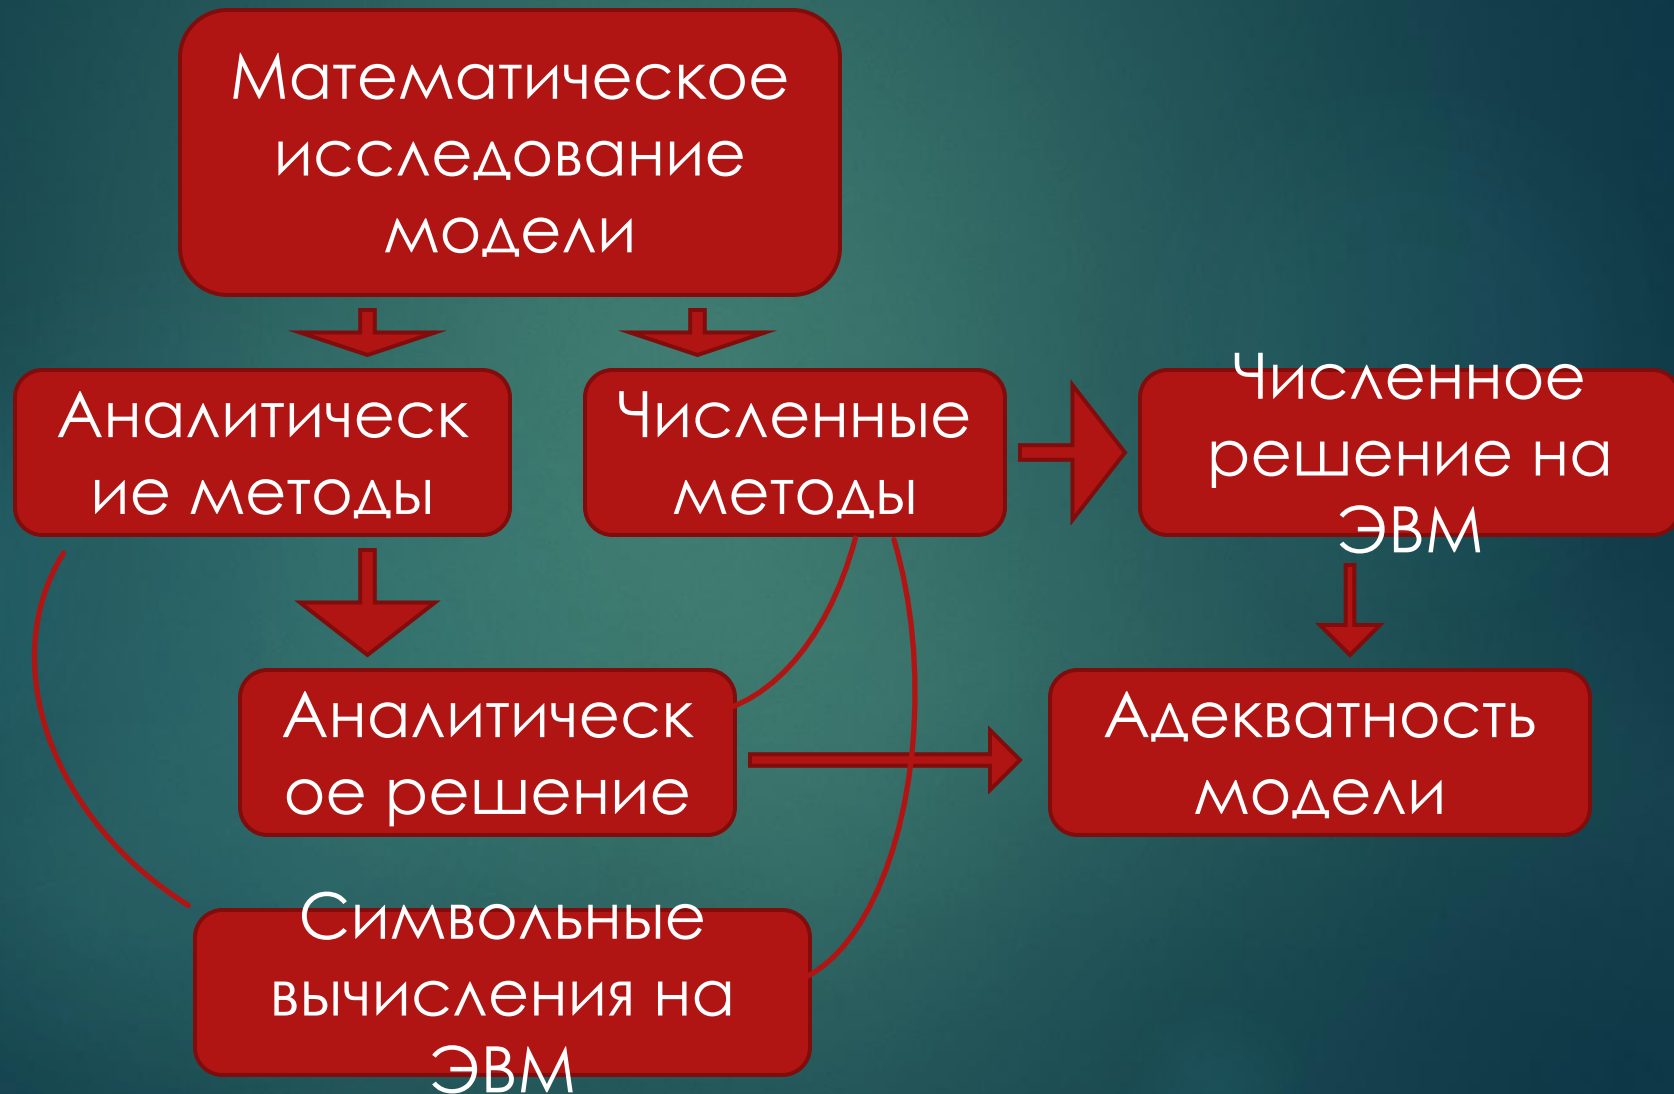 Математическое
исследование
модели
Аналитическ
ие методы
Численные
методы
Численное
решение на
ЭВМ
Аналитическ
ое решение
Адекватность
модели
Символьные
вычисления на
ЭВМ